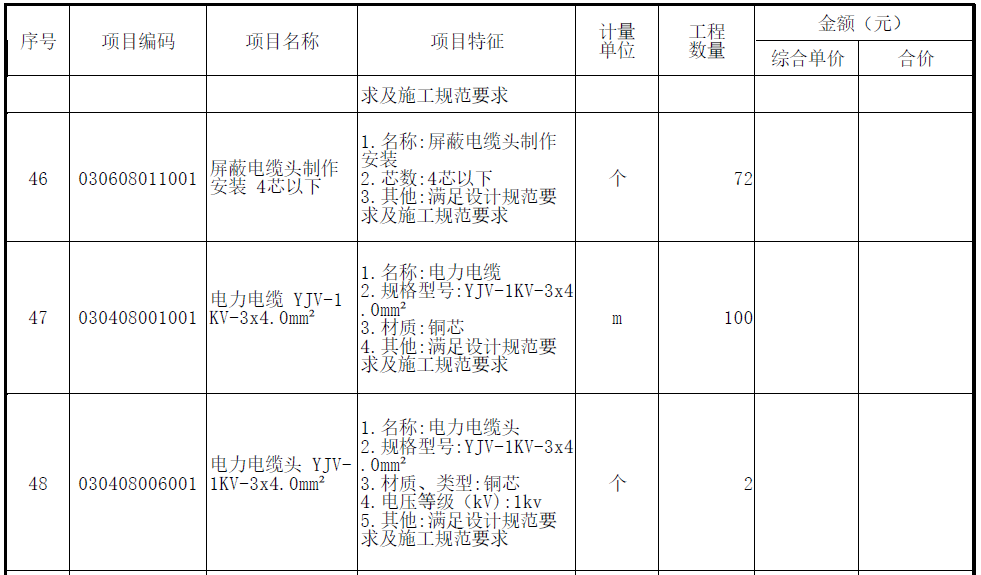 序号
项目编码
项目名称
项目特征
计量
单位
工程
数量
金额（元）
综合单价
合价
求及施工规范要求
46
030608011001
屏蔽电缆头制作
安装 4芯以下
1.名称:屏蔽电缆头制作
安装
2.芯数:4芯以下
3.其他:满足设计规范要
求及施工规范要求
个
72
47
030408001001
电力电缆 YJV-1
KV-3x4.0mm²
1.名称:电力电缆
2.规格型号:YJV-1KV-3x4
.0mm²
3.材质:铜芯
4.其他:满足设计规范要
求及施工规范要求
m
100
48
030408006001
电力电缆头 YJV-
1KV-3x4.0mm²
1.名称:电力电缆头
2.规格型号:YJV-1KV-3x4
.0mm²
3.材质、类型:铜芯
4.电压等级（kV):1kv
5.其他:满足设计规范要
求及施工规范要求
个
2